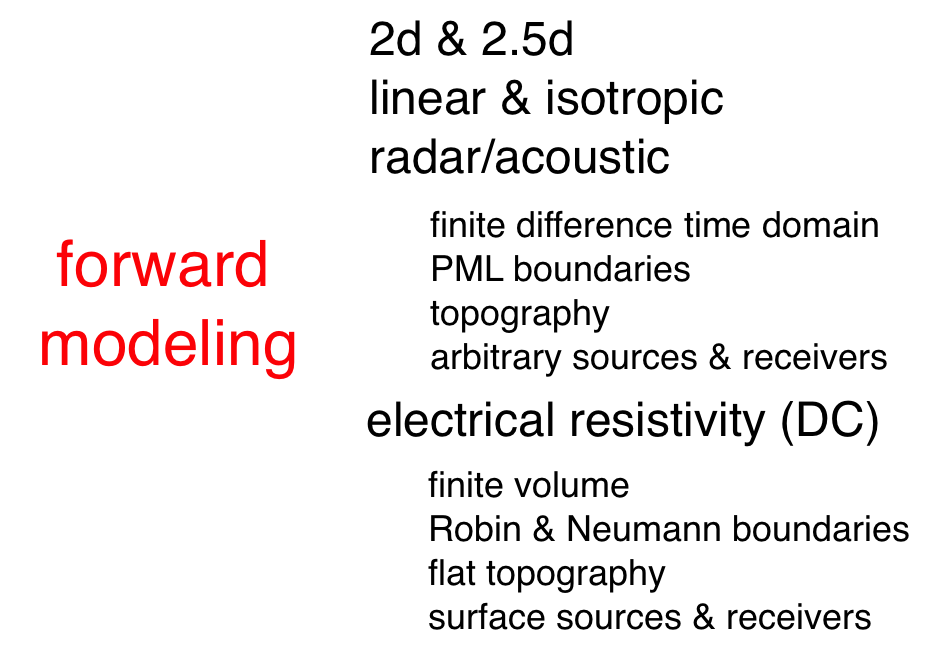 forward
modeling
2d & 2.5d
linear & isotropic
radar/acoustic
finite difference time domain
PML boundaries
topography
arbitrary sources & receivers
electrical resistivity (DC)
finite volume
Robin & Neumann boundaries
flat topography
surface sources & receivers